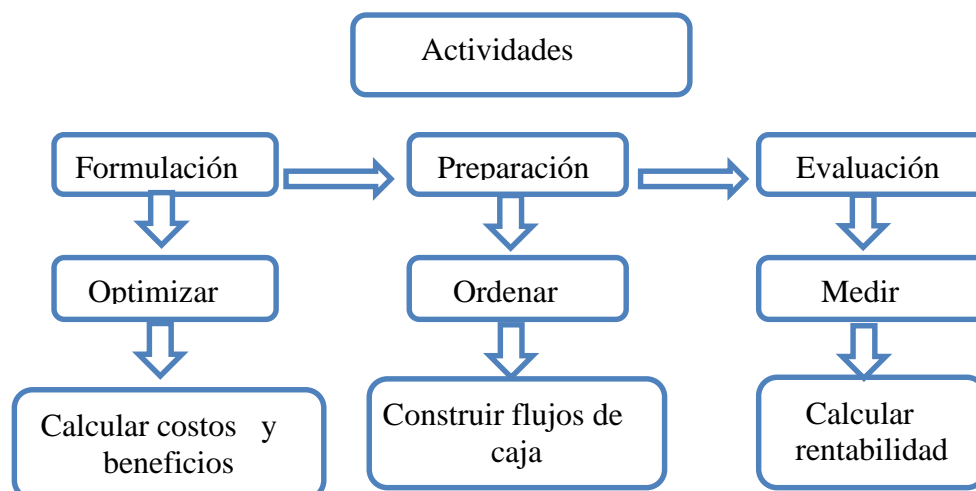 Actividades
Formulación
Preparación
Evaluación
Optimizar
Ordenar
Medir
Calcular costos y
beneficios
Construir flujos de
caja
Calcular
rentabilidad